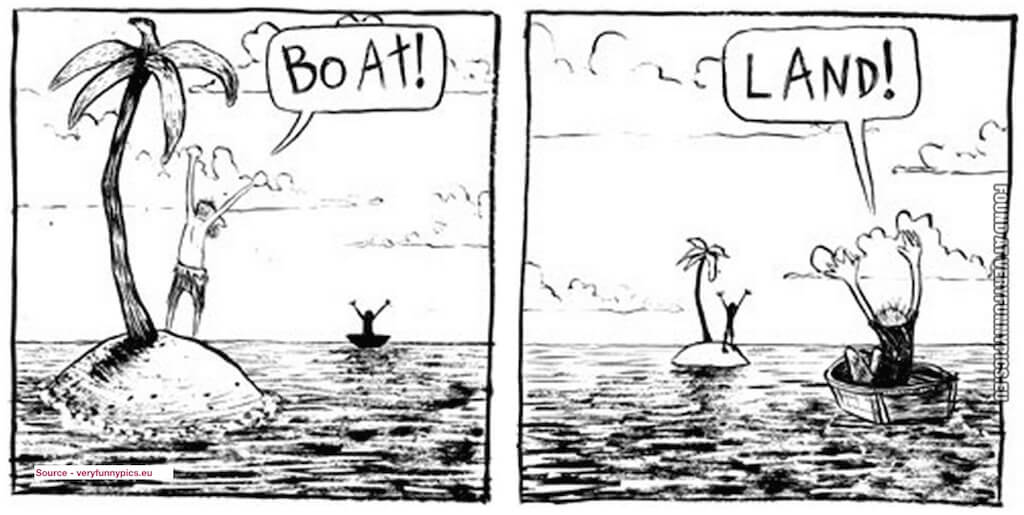 BOAt!
LAND!
FOUND AT VERYFUNNYPICS.EU
Source - veryfunnypics.eu